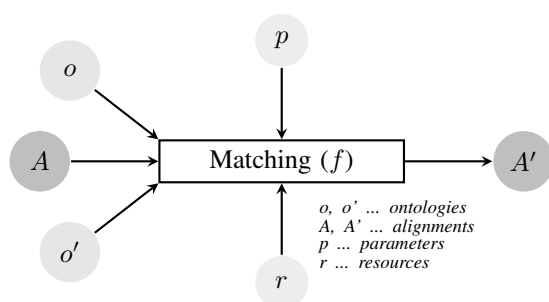 p
o
A
Matching (f)
A'
o'
r
o, o' ... ontologies
A, A' ... alignments
p ... parameters
r ... resources